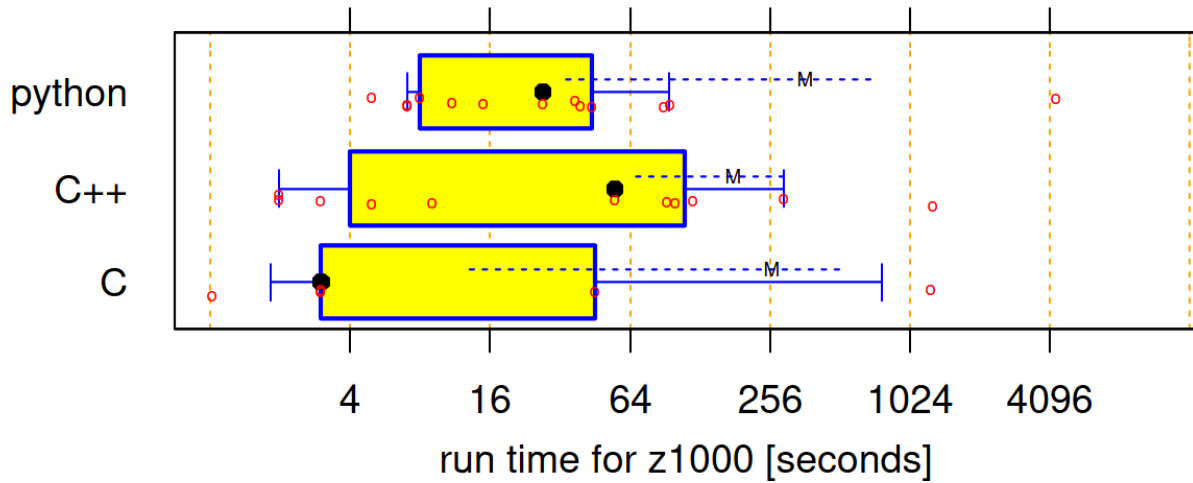 python
M
C++
M
C
M
4 16 64 256 1024 4096
run time for z1000 [seconds]